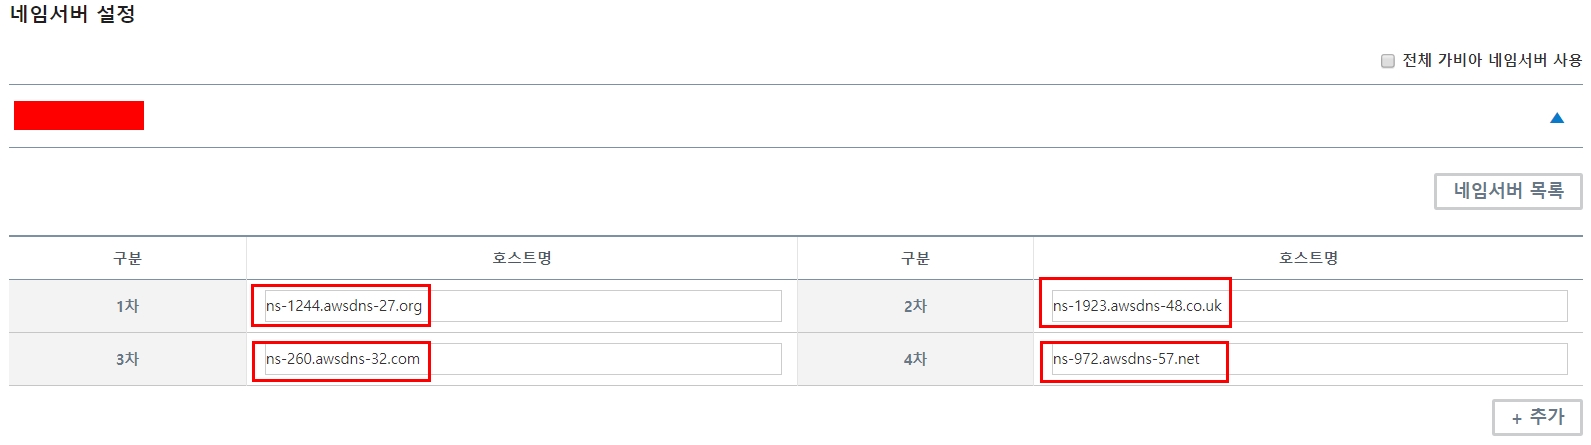 네임서버 설정
전체 가비아 네임서버 사용
네임서버 목록
구분 호스트명 구분 호스트명
1차 ns-1244.awsdns-27.org 2차 ns-1923.awsdns-48.co.uk
3차 ns-260.awsdns-32.com 4차 ns-972.awsdns-57.net
+ 추가